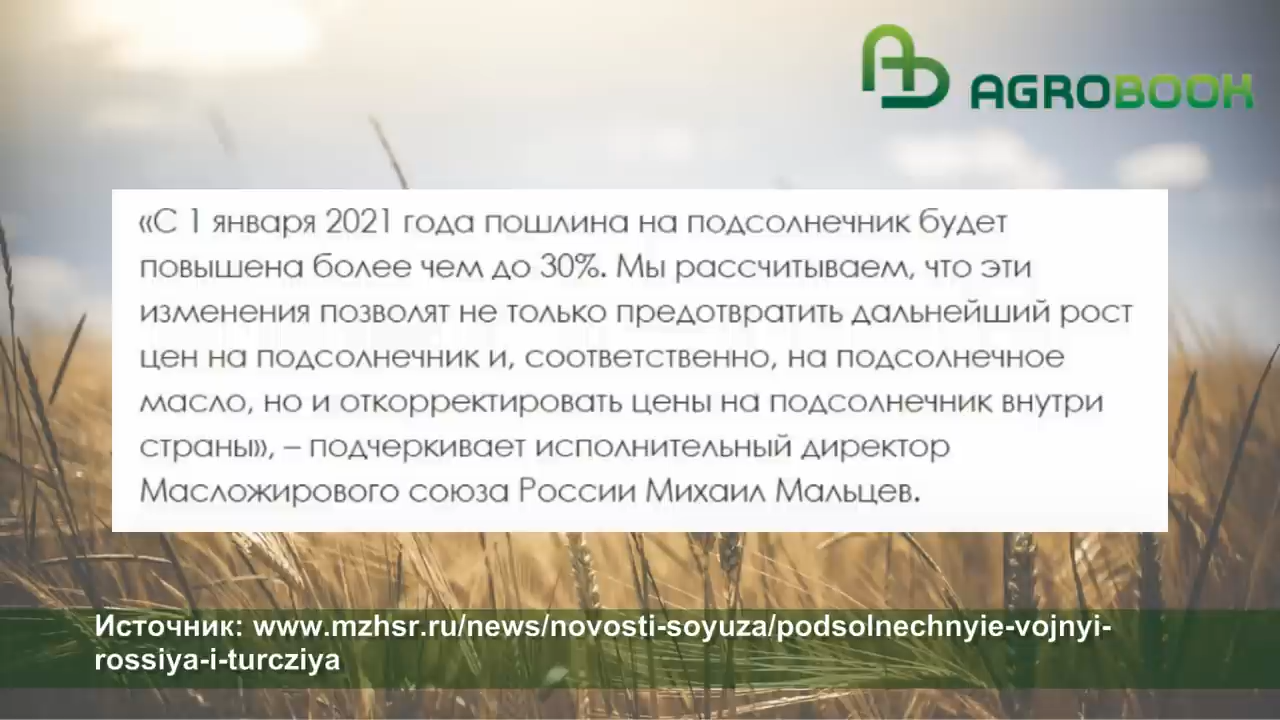 AGROBOOK
«С 1 января 2021 года пошлина на подсолнечник будет
повышена более чем до 30%. Мы рассчитываем, что эти
изменения позволят не только предотвратить дальнейший рост
цен на подсолнечник и, соответственно, на подсолнечное
масло, но и откорректировать цены на подсолнечник внутри
страны», – подчеркивает исполнительный директор
Масложирового союза России Михаил Мальцев.
Источник: www.mzhsr.ru/news/novosti-soyuza/podsolnechnyie-vojnyi-
rossiya-i-turcziya